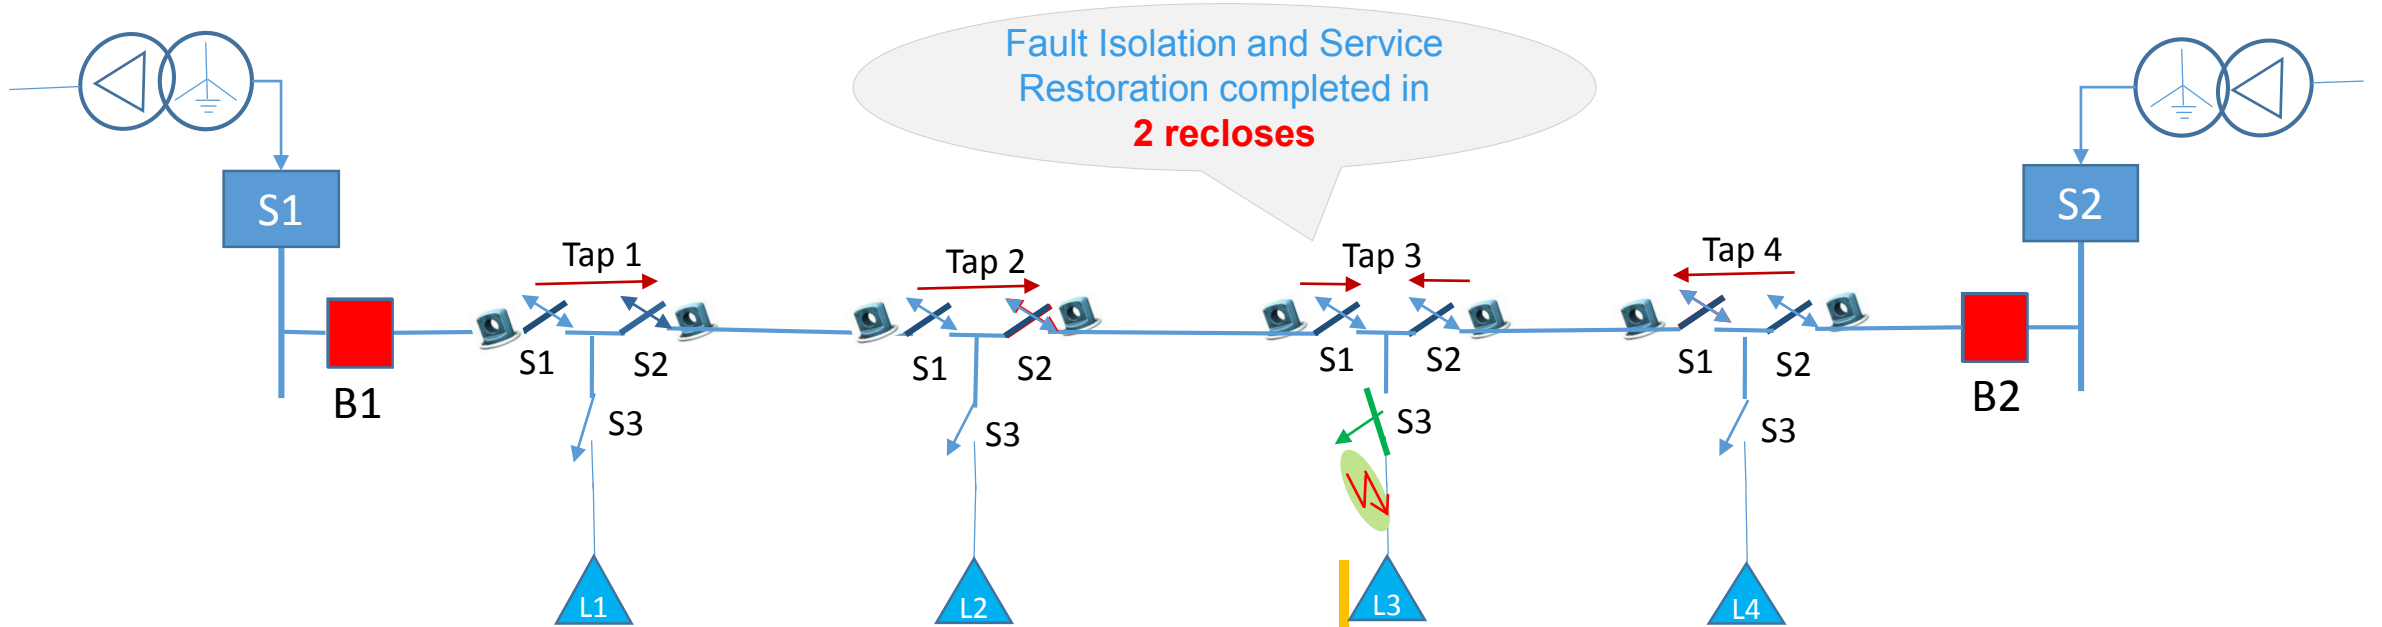 Fault Isolation and Service
Restoration completed in
2 recloses
S1
S2
Tap 1
Tap 2
Tap 3
Tap 4
S1
S2
S1
S2
S1
S2
S1
S2
B1
B2
S3
S3
S3
S3
L1
L2
L3
L4